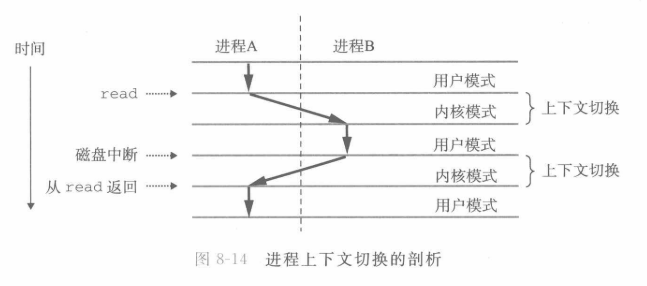 时间
进程A 进程B
用户模式
read
内核模式 上下文切换
用户模式
磁盘中断
内核模式 上下文切换
从 read 返回
用户模式
图 8-14 进程上下文切换的剖析